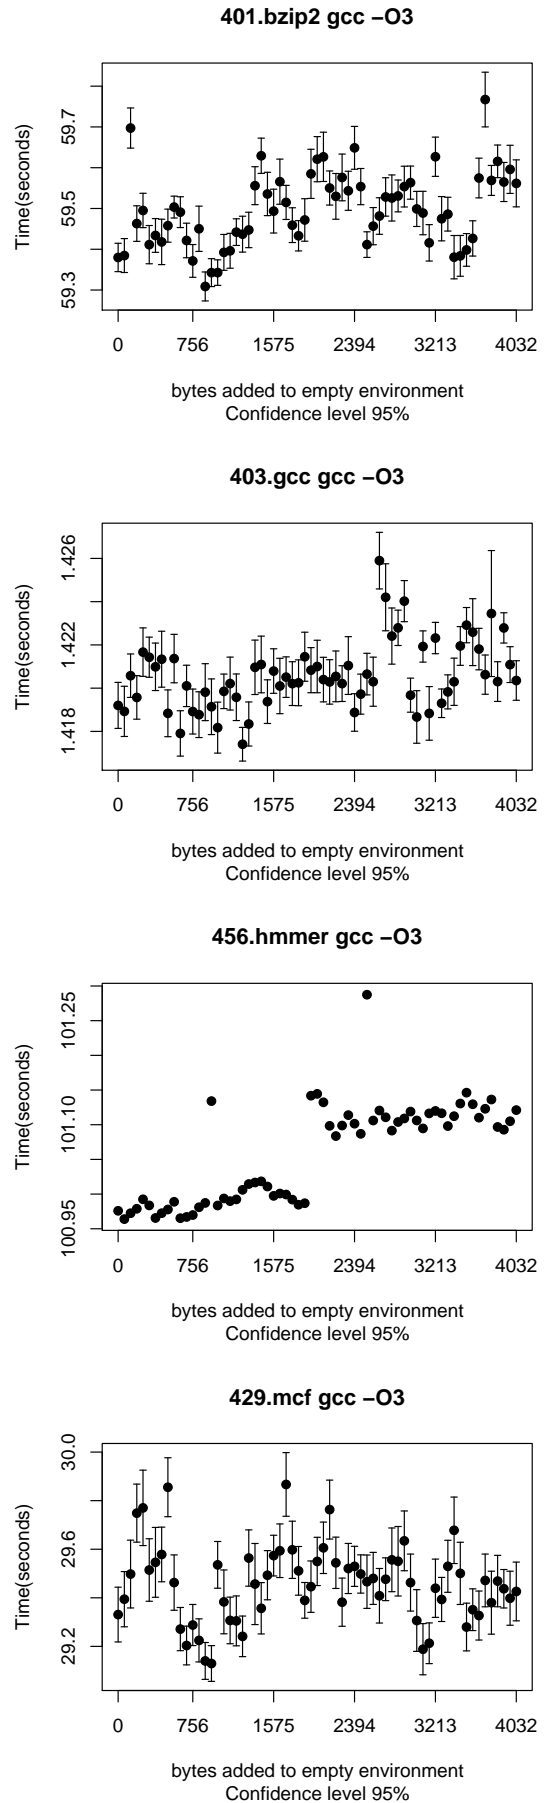 401.bzip2 gcc −O3
Time(seconds)
59.7
59.5
59.3
0 756 1575 2394 3213 4032
bytes added to empty environment
Confidence level 95%
403.gcc gcc −O3
Time(seconds)
1.426
1.422
1.418
0 756 1575 2394 3213 4032
bytes added to empty environment
Confidence level 95%
456.hmmer gcc −O3
Time(seconds)
101.25
101.10
100.95
0 756 1575 2394 3213 4032
bytes added to empty environment
Confidence level 95%
429.mcf gcc −O3
Time(seconds)
30.0
29.6
29.2
0 756 1575 2394 3213 4032
bytes added to empty environment
Confidence level 95%